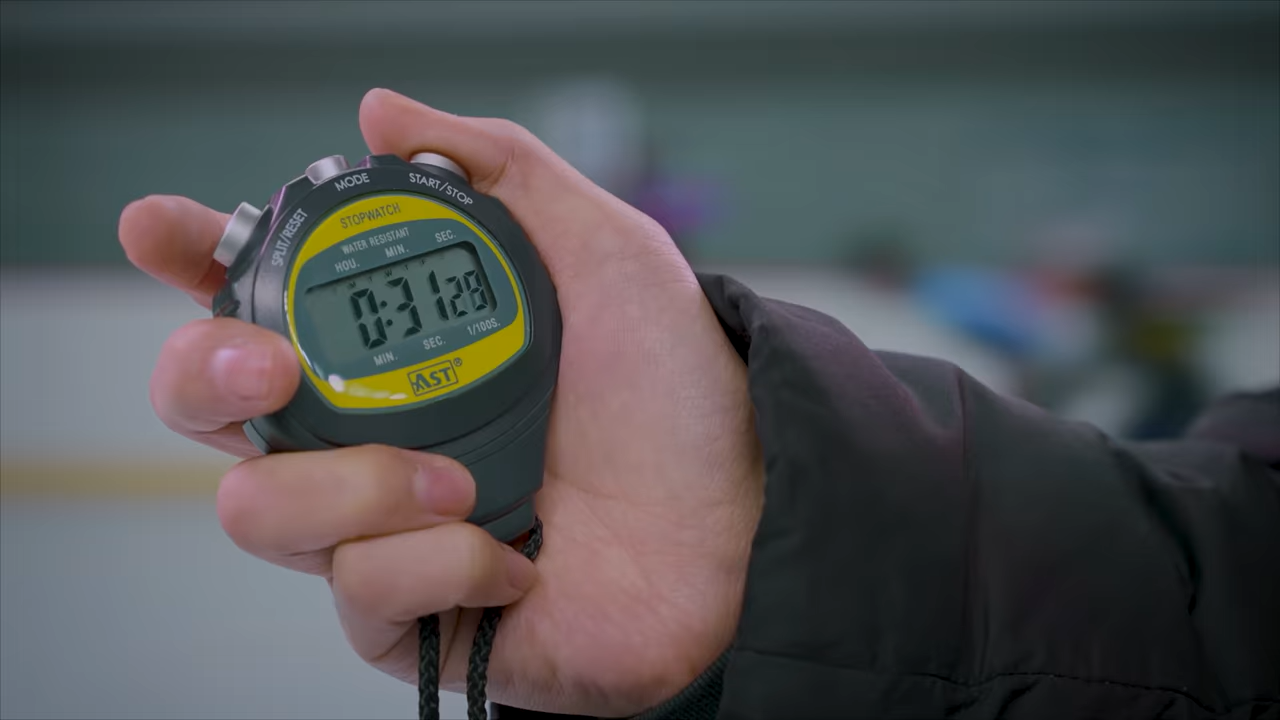 MODE
START/STOP
SPLIT/RESET
STOPWATCH
WATER RESISTANT
HOU. MIN. SEC.
0:31 28
MIN. SEC. 1/100S.
AST®